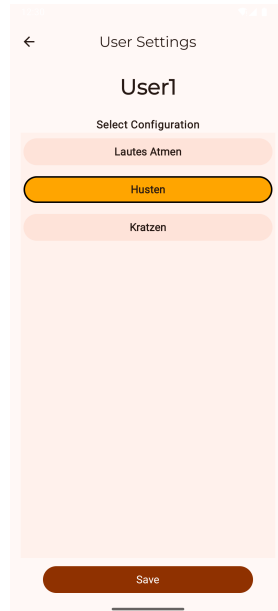 User Settings
User1
Select Configuration
Lautes Atmen
Husten
Kratzen
Save